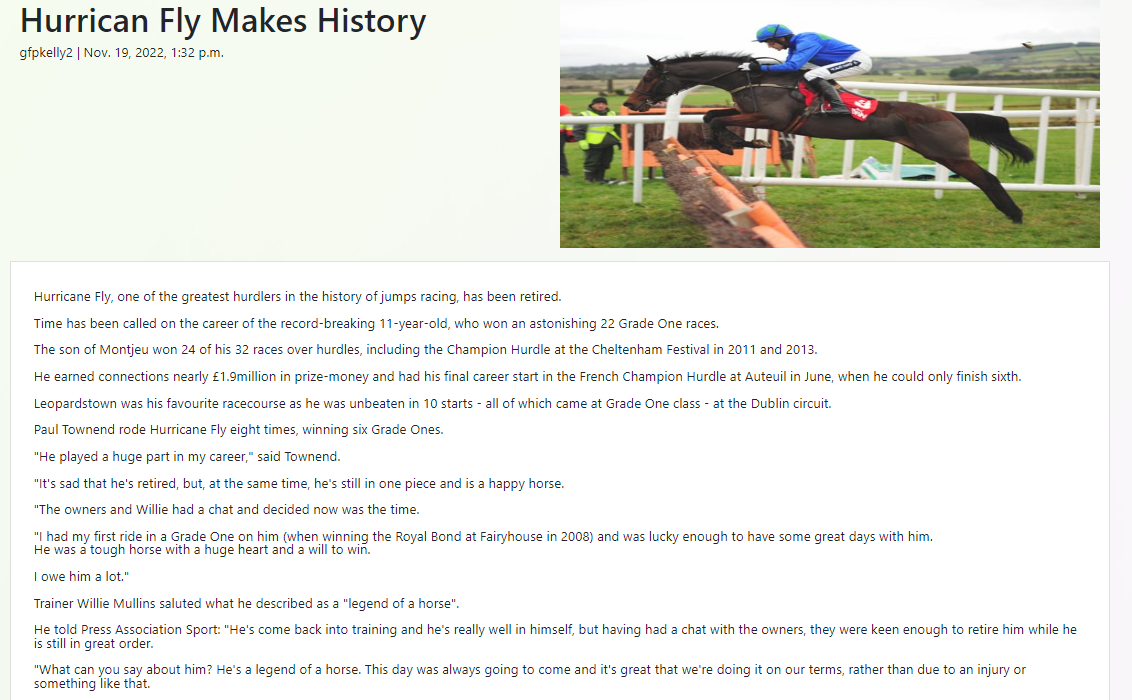 Hurrican Fly Makes History
gfpkelly2 | Nov. 19, 2022, 1:32 p.m.
Hurricane Fly, one of the greatest hurdlers in the history of jumps racing, has been retired.
Time has been called on the career of the record-breaking 11-year-old, who won an astonishing 22 Grade One races.
The son of Montjeu won 24 of his 32 races over hurdles, including the Champion Hurdle at the Cheltenham Festival in 2011 and 2013.
He earned connections nearly £1.9million in prize-money and had his final career start in the French Champion Hurdle at Auteuil in June, when he could only finish sixth.
Leopardstown was his favourite racecourse as he was unbeaten in 10 starts - all of which came at Grade One class - at the Dublin circuit.
Paul Townend rode Hurricane Fly eight times, winning six Grade Ones.
"He played a huge part in my career," said Townend.
"It's sad that he's retired, but, at the same time, he's still in one piece and is a happy horse.
"The owners and Willie had a chat and decided now was the time.
"I had my first ride in a Grade One on him (when winning the Royal Bond at Fairyhouse in 2008) and was lucky enough to have some great days with him.
He was a tough horse with a huge heart and a will to win.
I owe him a lot."
Trainer Willie Mullins saluted what he described as a "legend of a horse".
He told Press Association Sport: "He's come back into training and he's really well in himself, but having had a chat with the owners, they were keen enough to retire him while he
is still in great order.
"What can you say about him? He's a legend of a horse. This day was always going to come and it's great that we're doing it on our terms, rather than due to an injury or
something like that.